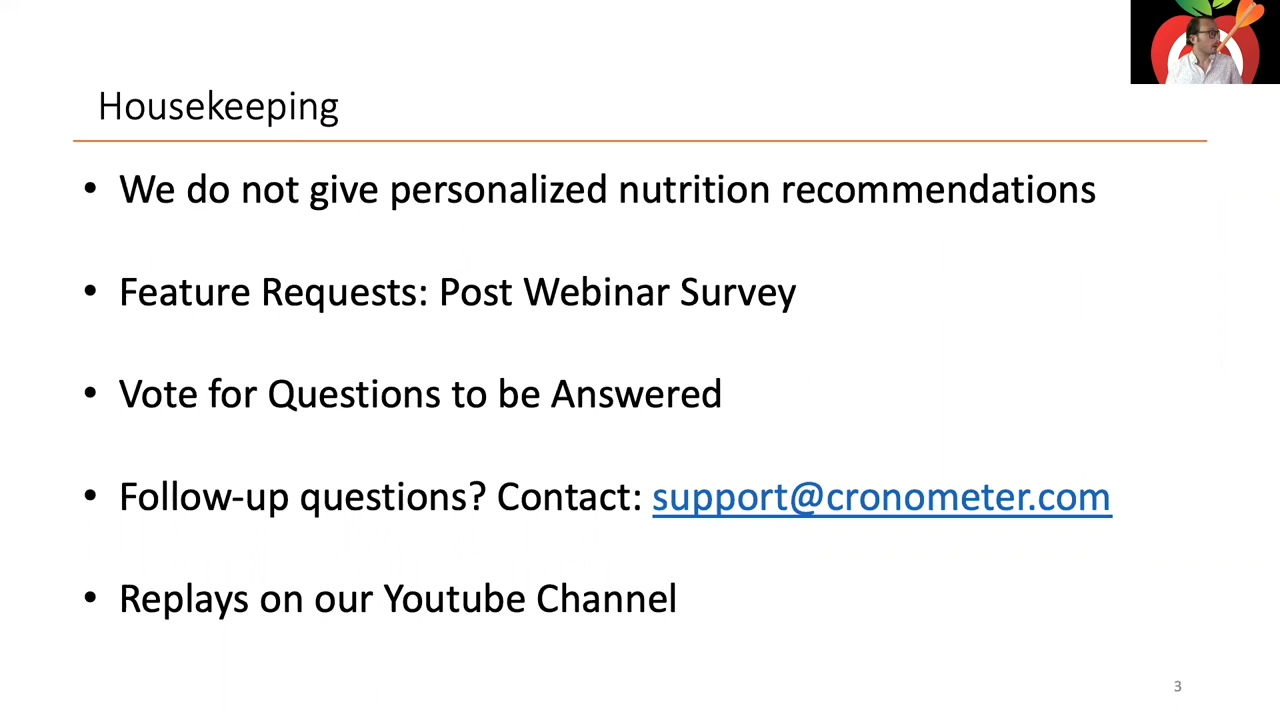 Housekeeping
• We do not give personalized nutrition recommendations
• Feature Requests: Post Webinar Survey
• Vote for Questions to be Answered
• Follow-up questions? Contact: support@cronometer.com
• Replays on our Youtube Channel
3